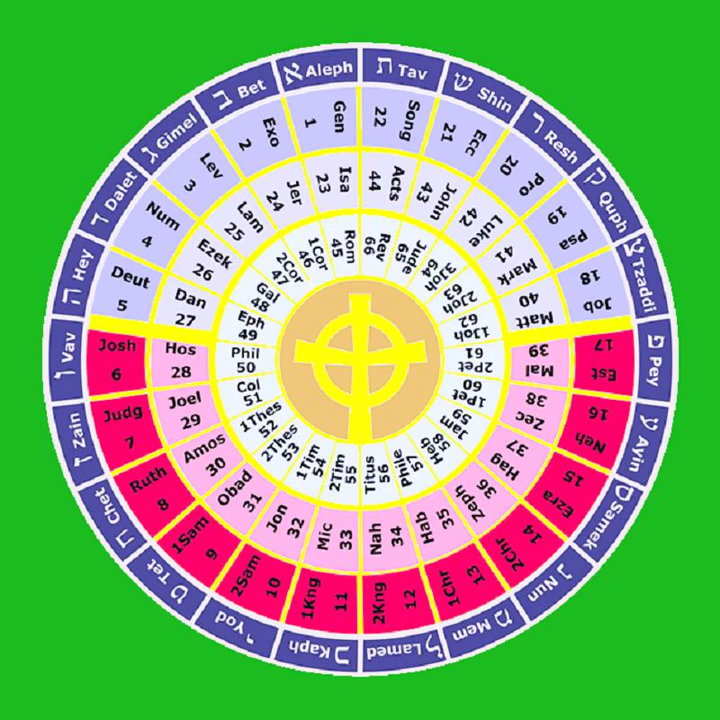 א Aleph
ב Bet
ג Gimel
ד Dalet
ה Hey
ו Vav
ז Zain
ח Chet
ט Tet
י Yod
כ Kaph
ל Lamed
מ Mem
נ Nun
ס Samek
ע Ayin
פ Pey
צ Tzaddi
ק Quph
ר Resh
ש Shin
ת Tav
Gen
1
Exo
2
Lev
3
Num
4
Deut
5
Josh
6
Judg
7
Ruth
8
1Sam
9
2Sam
10
1Kng
11
2Kng
12
1Chr
13
2Chr
14
Ezra
15
Neh
16
Est
17
Job
18
Psa
19
Pro
20
Ecc
21
Song
22
Isa
23
Jer
24
Lam
25
Ezek
26
Dan
27
Hos
28
Joel
29
Amos
30
Obad
31
Jon
32
Mic
33
Nah
34
Hab
35
Zeph
36
Hag
37
Zec
38
Mal
39
Matt
40
Mark
41
Luke
42
John
43
Acts
44
Rom
45
1Cor
46
2Cor
47
Gal
48
Eph
49
Phil
50
Col
51
1Thes
52
2Thes
53
1Tim
54
2Tim
55
Titus
56
Phile
57
Heb
58
Jam
59
1Pet
60
2Pet
61
1Joh
62
2Joh
63
3Joh
64
Jude
65
Rev
66